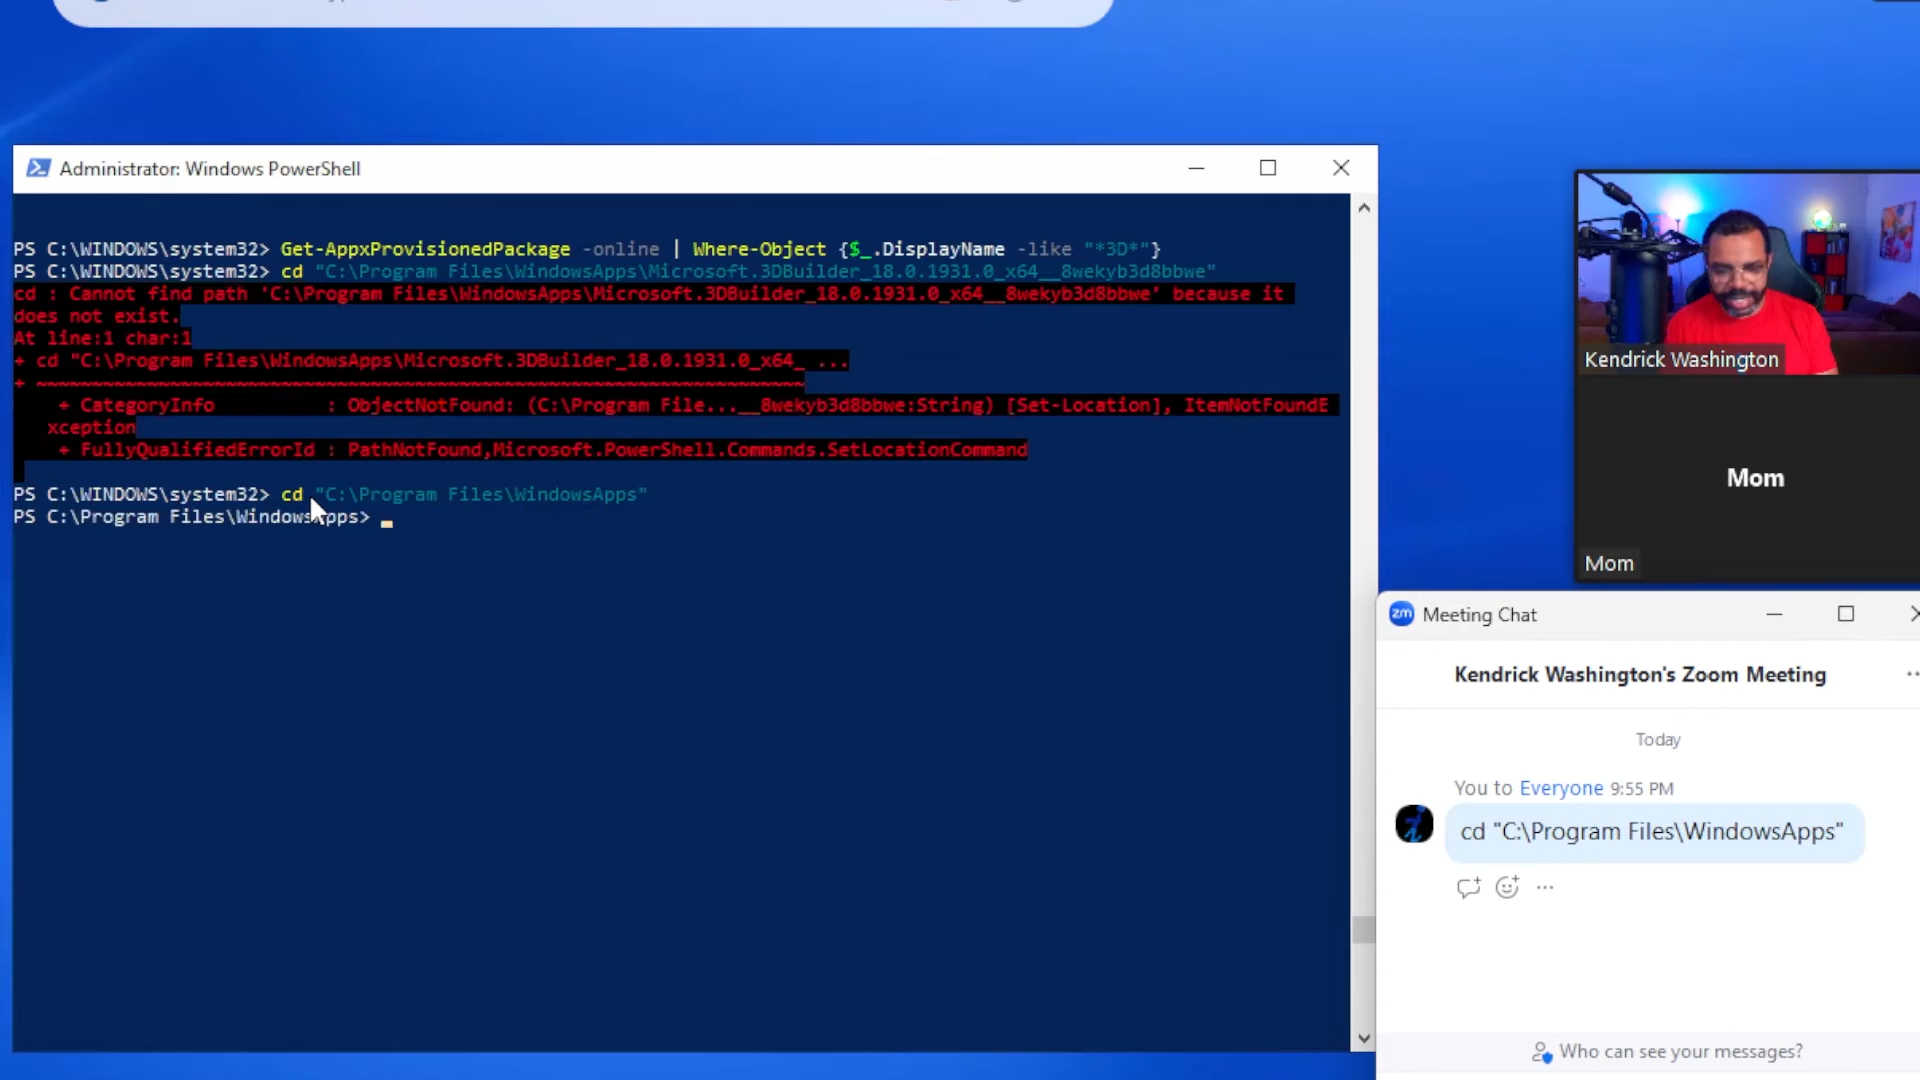 Administrator: Windows PowerShell
PS C:\WINDOWS\system32> Get-AppxProvisionedPackage -online | Where-Object {$_.DisplayName -like "*3D*"}
PS C:\WINDOWS\system32> cd "C:\Program Files\WindowsApps\Microsoft.3DBuilder_18.0.1931.0_x64__8wekyb3d8bbwe"
cd : Cannot find path 'C:\Program Files\WindowsApps\Microsoft.3DBuilder_18.0.1931.0_x64__8wekyb3d8bbwe' because it
does not exist.
At line:1 char:1
+ cd "C:\Program Files\WindowsApps\Microsoft.3DBuilder_18.0.1931.0_x64_ ...
+ ~~~~~~~~~~~~~~~~~~~~~~~~~~~~~~~~~~~~~~~~~~~~~~~~~~~~~~~~~~~~~~~~~~~~~
+ CategoryInfo : ObjectNotFound: (C:\Program File...__8wekyb3d8bbwe:String) [Set-Location], ItemNotFoundE
xception
+ FullyQualifiedErrorId : PathNotFound,Microsoft.PowerShell.Commands.SetLocationCommand
PS C:\WINDOWS\system32> cd "C:\Program Files\WindowsApps"
PS C:\Program Files\WindowsApps>
Kendrick Washington
Mom
Mom
zm Meeting Chat
Kendrick Washington's Zoom Meeting
Today
You to Everyone 9:55 PM
cd "C:\Program Files\WindowsApps"
Who can see your messages?